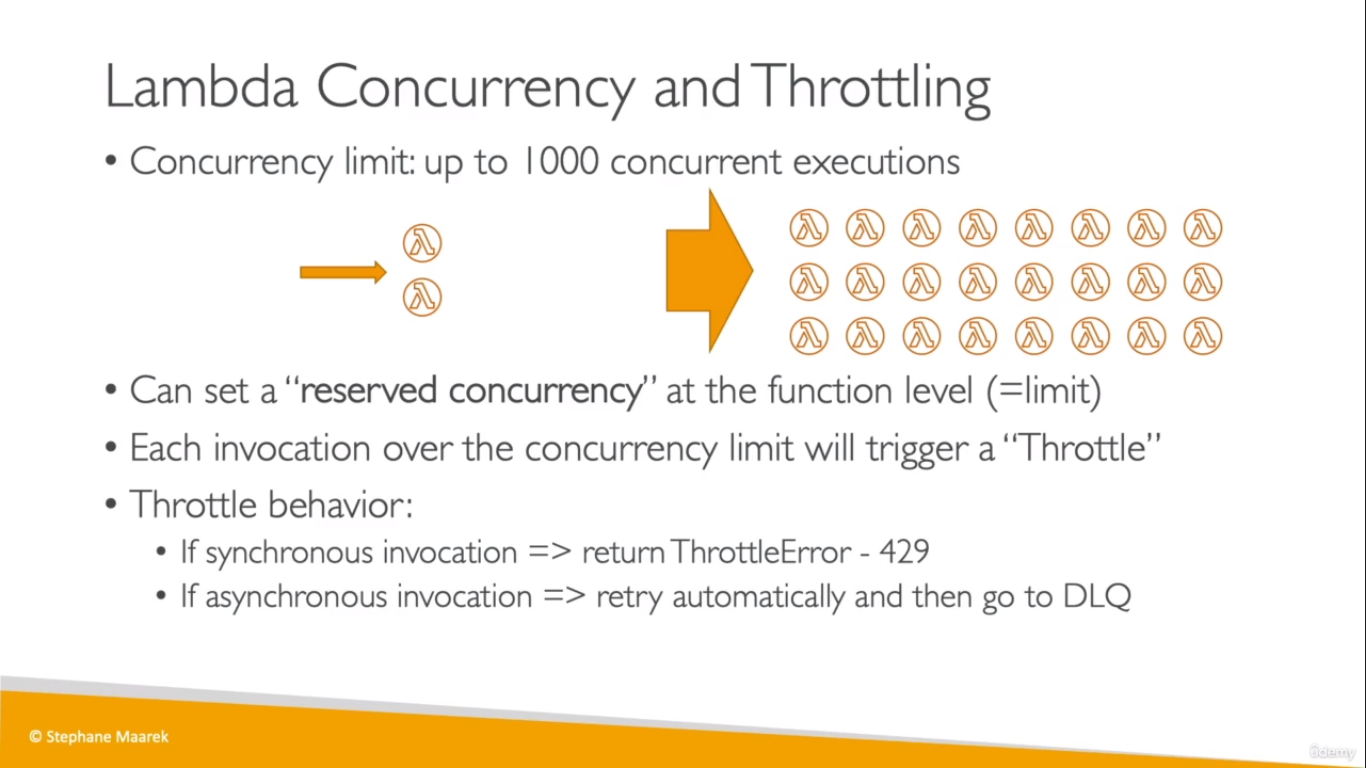 Lambda Concurrency and Throttling
• Concurrency limit: up to 1000 concurrent executions
• Can set a “reserved concurrency” at the function level (=limit)
• Each invocation over the concurrency limit will trigger a “Throttle”
• Throttle behavior:
• If synchronous invocation => return ThrottleError - 429
• If asynchronous invocation => retry automatically and then go to DLQ
© Stephane Maarek
ûdemy